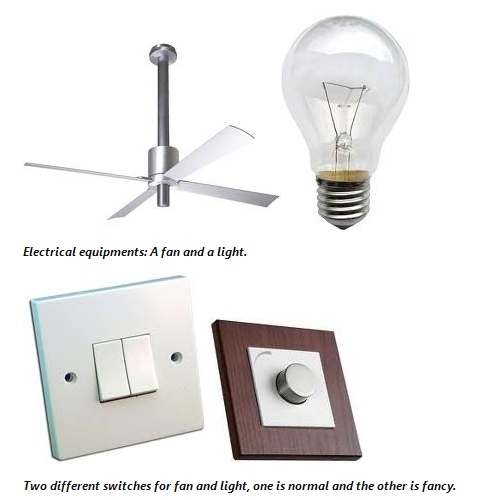 Electrical equipments: A fan and a light.
Two different switches for fan and light, one is normal and the other is fancy.